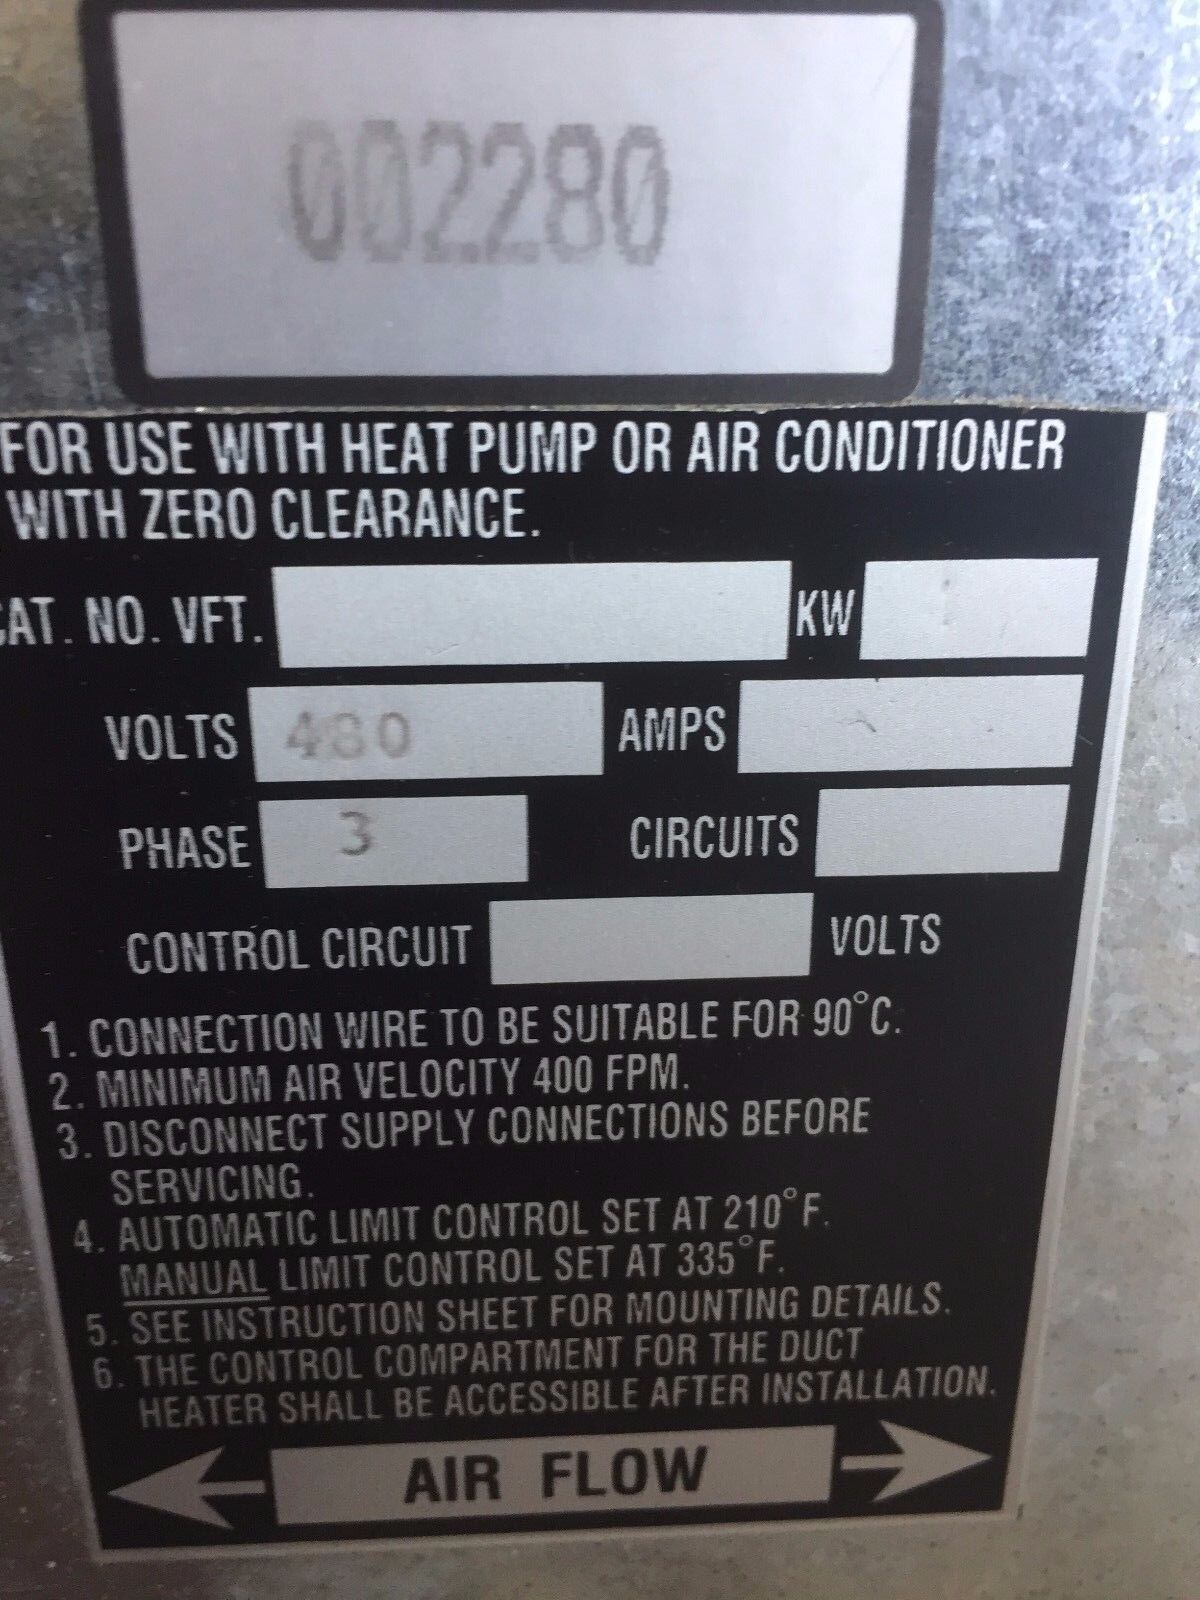 002280
FOR USE WITH HEAT PUMP OR AIR CONDITIONER
WITH ZERO CLEARANCE.
CAT. NO. VFT. KW
VOLTS 480 AMPS
PHASE 3 CIRCUITS
CONTROL CIRCUIT VOLTS
1. CONNECTION WIRE TO BE SUITABLE FOR 90°C.
2. MINIMUM AIR VELOCITY 400 FPM.
3. DISCONNECT SUPPLY CONNECTIONS BEFORE
SERVICING.
4. AUTOMATIC LIMIT CONTROL SET AT 210°F.
MANUAL LIMIT CONTROL SET AT 335°F.
5. SEE INSTRUCTION SHEET FOR MOUNTING DETAILS.
6. THE CONTROL COMPARTMENT FOR THE DUCT
HEATER SHALL BE ACCESSIBLE AFTER INSTALLATION.
AIR FLOW